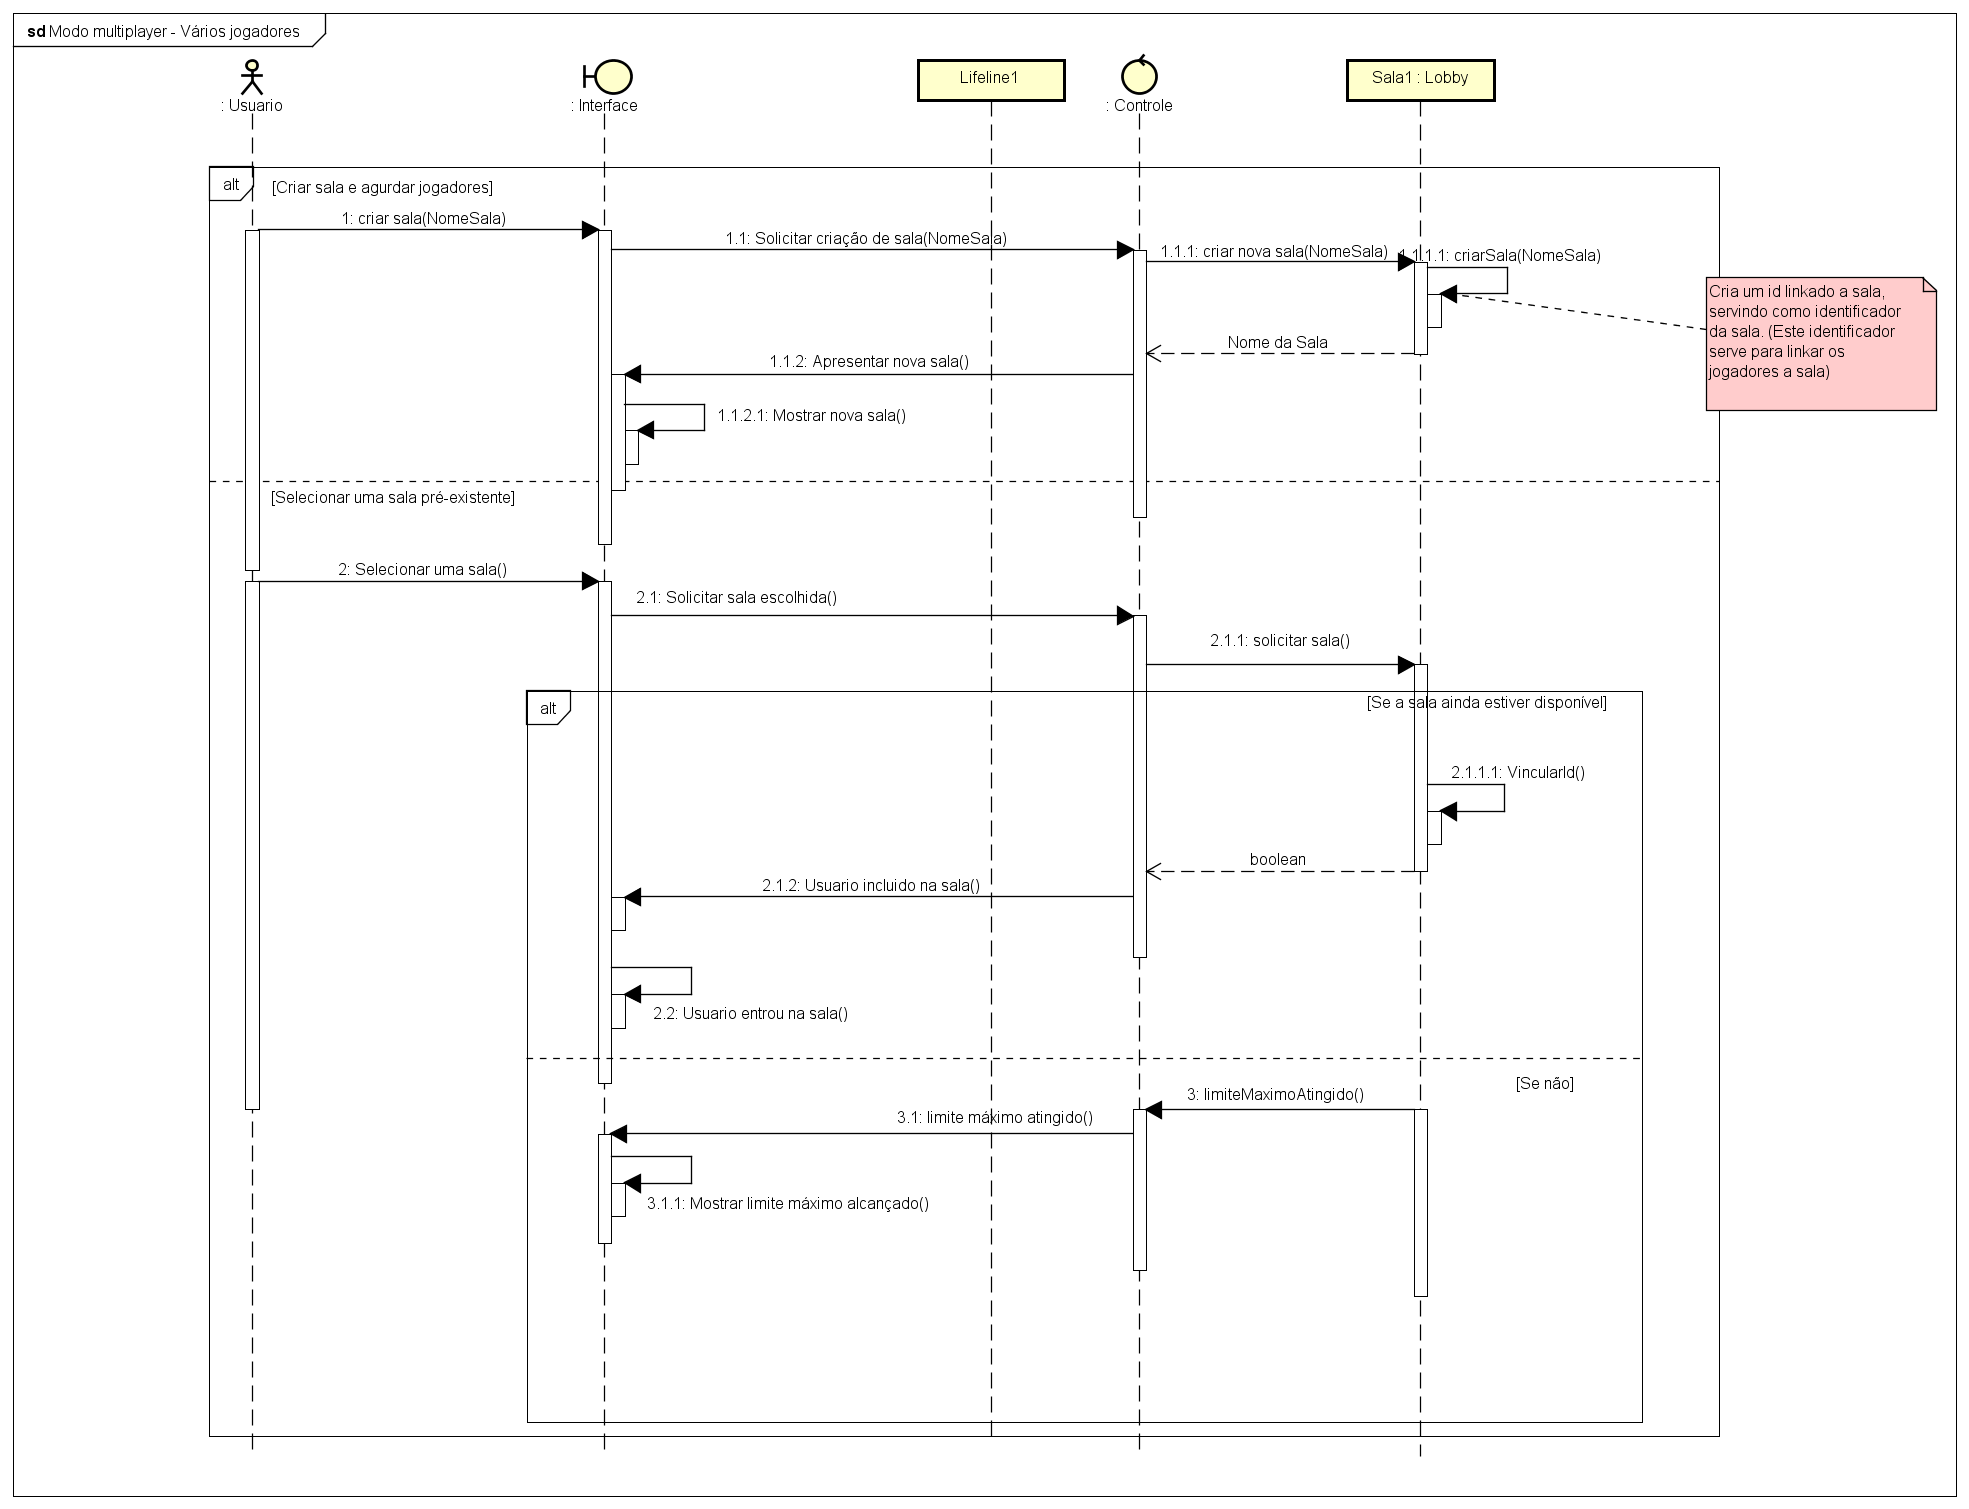 sd Modo multiplayer - Vários jogadores
: Usuario
: Interface
Lifeline1
: Controle
Sala1 : Lobby
alt
[Criar sala e agurdar jogadores]
1: criar sala(NomeSala)
1.1: Solicitar criação de sala(NomeSala)
1.1.1: criar nova sala(NomeSala)
1.1.1.1: criarSala(NomeSala)
Cria um id linkado a sala,
servindo como identificador
da sala. (Este identificador
serve para linkar os
jogadores a sala)
Nome da Sala
1.1.2: Apresentar nova sala()
1.1.2.1: Mostrar nova sala()
[Selecionar uma sala pré-existente]
2: Selecionar uma sala()
2.1: Solicitar sala escolhida()
2.1.1: solicitar sala()
alt
[Se a sala ainda estiver disponível]
2.1.1.1: VincularId()
boolean
2.1.2: Usuario incluido na sala()
2.2: Usuario entrou na sala()
[Se não]
3: limiteMaximoAtingido()
3.1: limite máximo atingido()
3.1.1: Mostrar limite máximo alcançado()